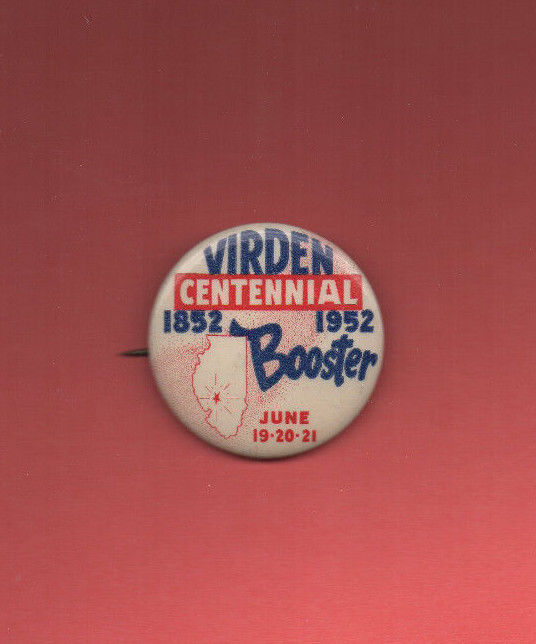 VIRDEN
CENTENNIAL
1852 1952
Booster
JUNE
19-20-21